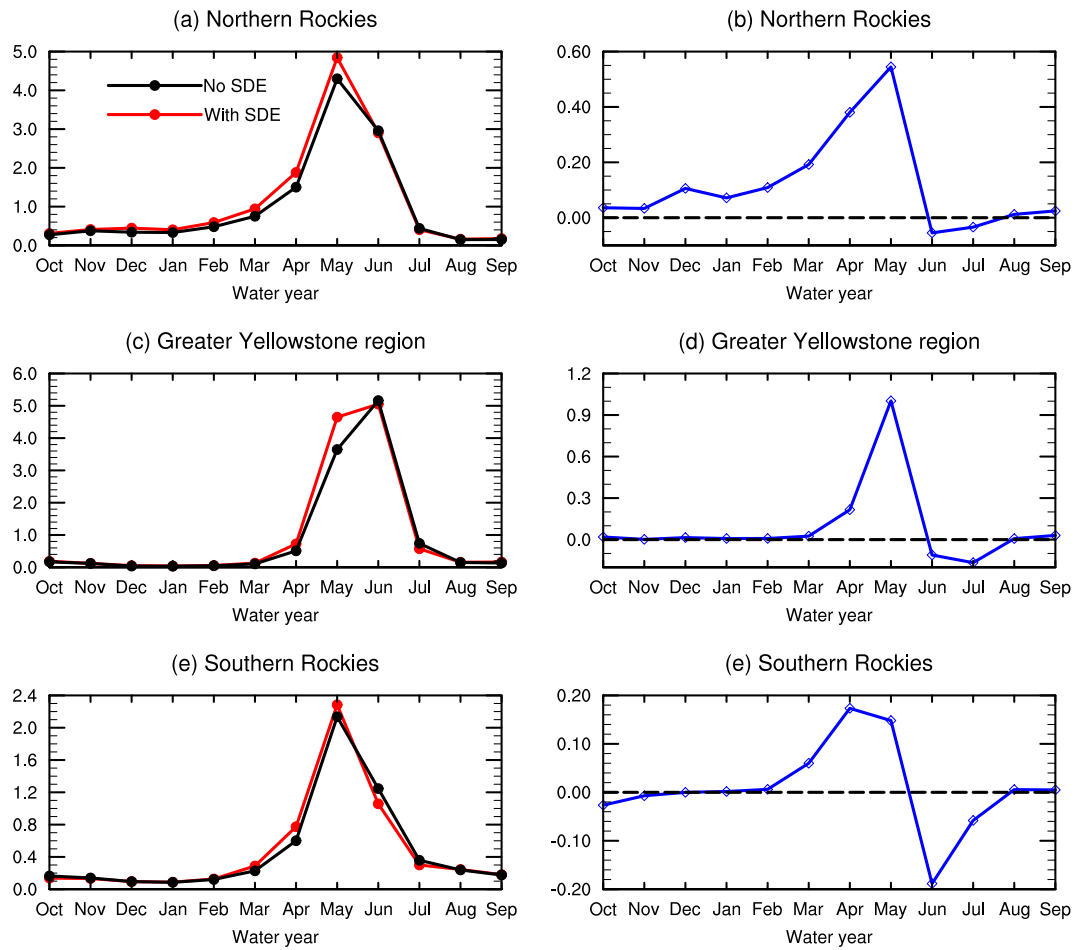 (a) Northern Rockies
5.0
4.0
3.0
2.0
1.0
0.0
No SDE
With SDE
Oct Nov Dec Jan Feb Mar Apr May Jun Jul Aug Sep
Water year
(b) Northern Rockies
0.60
0.40
0.20
0.00
Oct Nov Dec Jan Feb Mar Apr May Jun Jul Aug Sep
Water year
(c) Greater Yellowstone region
6.0
5.0
4.0
3.0
2.0
1.0
0.0
Oct Nov Dec Jan Feb Mar Apr May Jun Jul Aug Sep
Water year
(d) Greater Yellowstone region
1.2
0.9
0.6
0.3
0.0
Oct Nov Dec Jan Feb Mar Apr May Jun Jul Aug Sep
Water year
(e) Southern Rockies
2.4
2.0
1.6
1.2
0.8
0.4
0.0
Oct Nov Dec Jan Feb Mar Apr May Jun Jul Aug Sep
Water year
(e) Southern Rockies
0.20
0.10
0.00
-0.10
-0.20
Oct Nov Dec Jan Feb Mar Apr May Jun Jul Aug Sep
Water year